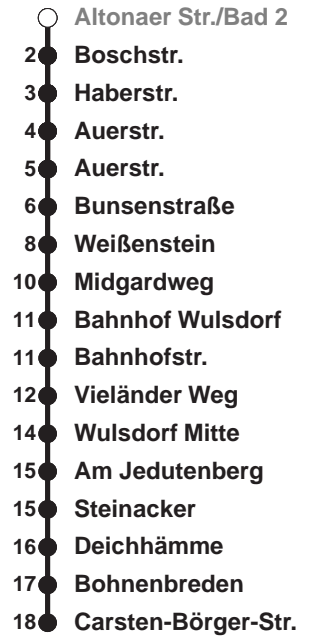 Altonaer Str./Bad 2
2 Boschstr.
3 Haberstr.
4 Auerstr.
5 Auerstr.
6 Bunsenstraße
8 Weißenstein
10 Midgardweg
11 Bahnhof Wulsdorf
11 Bahnhofstr.
12 Vieländer Weg
14 Wulsdorf Mitte
15 Am Jedutenberg
15 Steinacker
16 Deichhämme
17 Bohnenbreden
18 Carsten-Börger-Str.